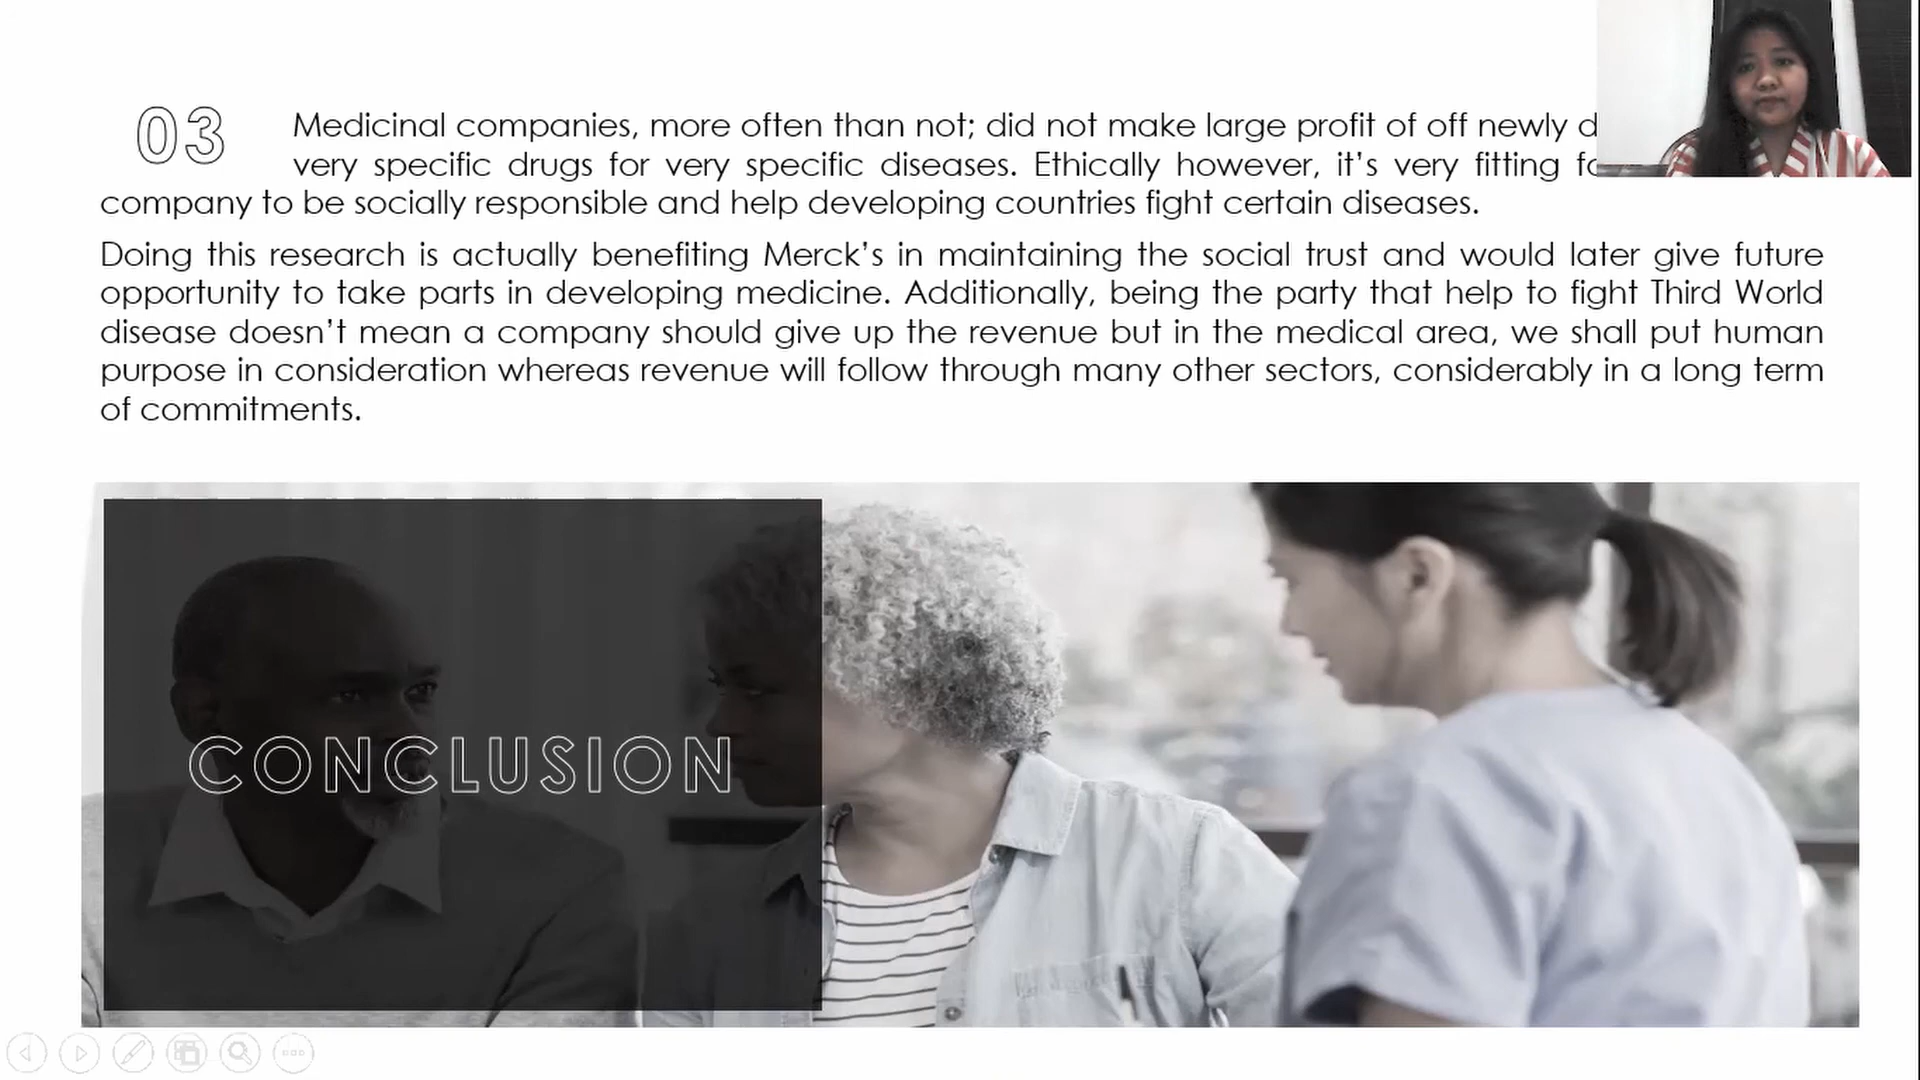 03
Medicinal companies, more often than not; did not make large profit of off newly
very specific drugs for very specific diseases. Ethically however, it's very fitting
company to be socially responsible and help developing countries fight certain diseases.
Doing this research is actually benefiting Merck's in maintaining the social trust and would later give future
opportunity to take parts in developing medicine. Additionally, being the party that help to fight Third World
disease doesn't mean a company should give up the revenue but in the medical area, we shall put human
purpose in consideration whereas revenue will follow through many other sectors, considerably in a long term
of commitments.
CONCLUSION